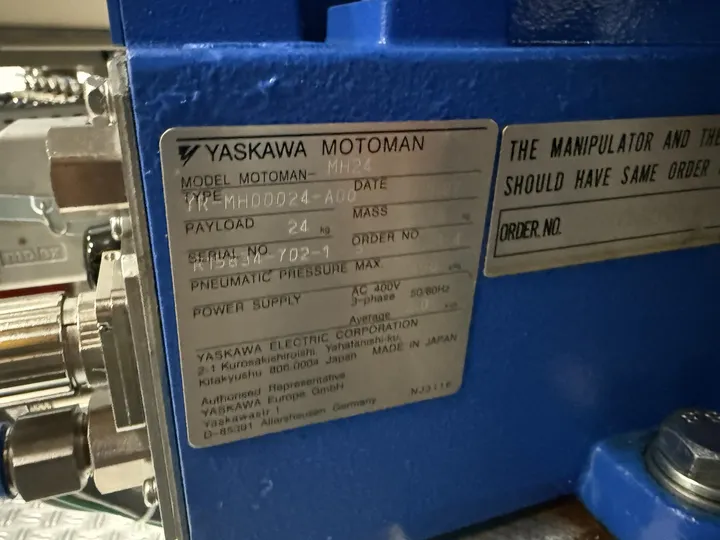 YASKAWA MOTOMAN
MODEL MOTOMAN- MH24
TYPE YR-MH00024-A00
DATE
PAYLOAD 24 kg
MASS
SERIAL NO.
ORDER NO
PNEUMATIC PRESSURE MAX.
POWER SUPPLY AC 400V
3-phase 50/60Hz
Average
YASKAWA ELECTRIC CORPORATION
2-1 Kurosakishiroishi, Yahatanishi-ku,
Kitakyushu 806-0004 Japan MADE IN JAPAN
Authorised Representative
YASKAWA Europe GmbH
Yaskawastr 1
D-85391 Allershausen Germany
THE MANIPULATOR AND THE
SHOULD HAVE SAME ORDER
ORDER. NO.
molex